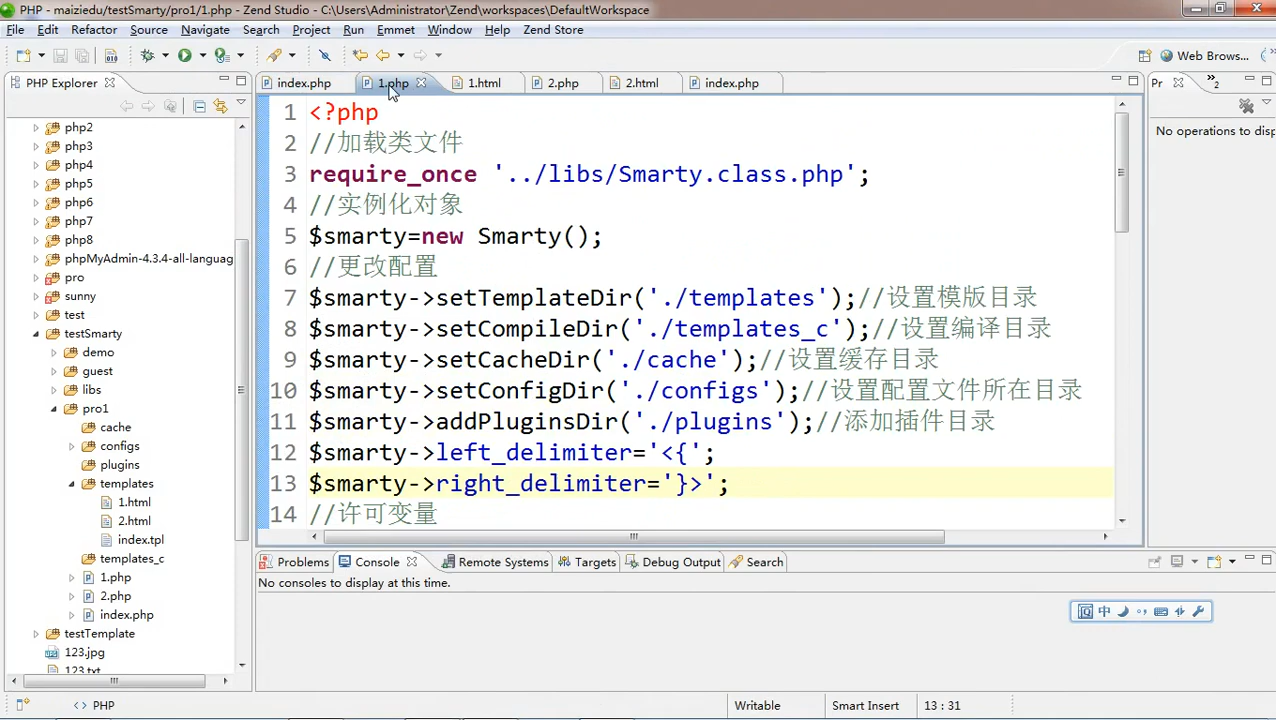 PHP - maiziedu/testSmarty/pro1/1.php - Zend Studio - C:\Users\Administrator\Zend\workspaces\DefaultWorkspace
File Edit Refactor Source Navigate Search Project Run Emmet Window Help Zend Store
Web Brows...
PHP Explorer
index.php 1.php 1.html 2.php 2.html index.php
Pr
2
php2
php3
php4
php5
php6
php7
php8
phpMyAdmin-4.3.4-all-languag
pro
sunny
test
testSmarty
demo
guest
libs
pro1
cache
configs
plugins
templates
1.html
2.html
index.tpl
templates_c
1.php
2.php
index.php
testTemplate
123.jpg
123.txt
1 <?php
2 //加载类文件
3 require_once '../libs/Smarty.class.php';
4 //实例化对象
5 $smarty=new Smarty();
6 //更改配置
7 $smarty->setTemplateDir('./templates');//设置模版目录
8 $smarty->setCompileDir('./templates_c');//设置编译目录
9 $smarty->setCacheDir('./cache');//设置缓存目录
10 $smarty->setConfigDir('./configs');//设置配置文件所在目录
11 $smarty->addPluginsDir('./plugins');//添加插件目录
12 $smarty->left_delimiter='<{';
13 $smarty->right_delimiter='}>';
14 //许可变量
No operations to disp
Problems Console Remote Systems Targets Debug Output Search
No consoles to display at this time.
中
PHP
Writable Smart Insert 13 : 31